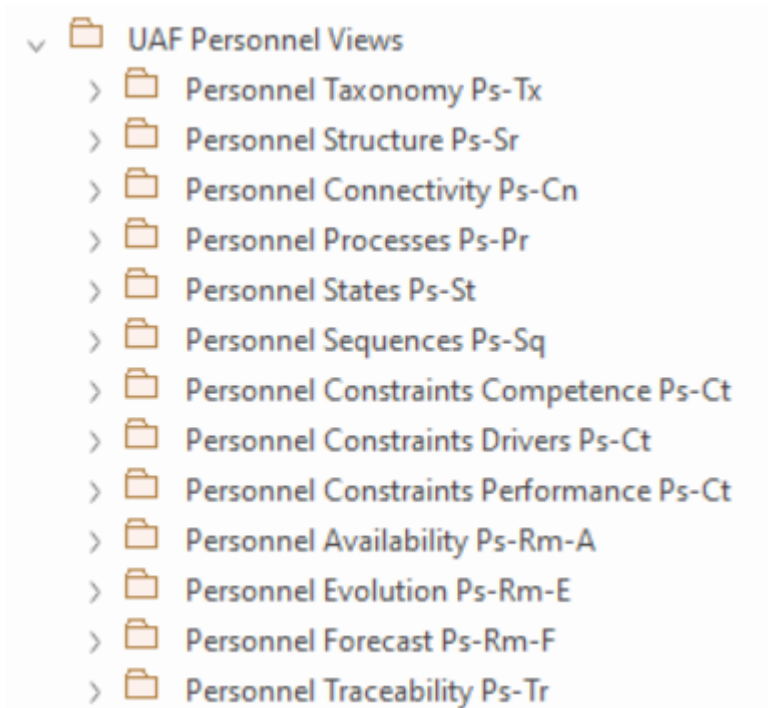 UAF Personnel Views
Personnel Taxonomy Ps-Tx
Personnel Structure Ps-Sr
Personnel Connectivity Ps-Cn
Personnel Processes Ps-Pr
Personnel States Ps-St
Personnel Sequences Ps-Sq
Personnel Constraints Competence Ps-Ct
Personnel Constraints Drivers Ps-Ct
Personnel Constraints Performance Ps-Ct
Personnel Availability Ps-Rm-A
Personnel Evolution Ps-Rm-E
Personnel Forecast Ps-Rm-F
Personnel Traceability Ps-Tr